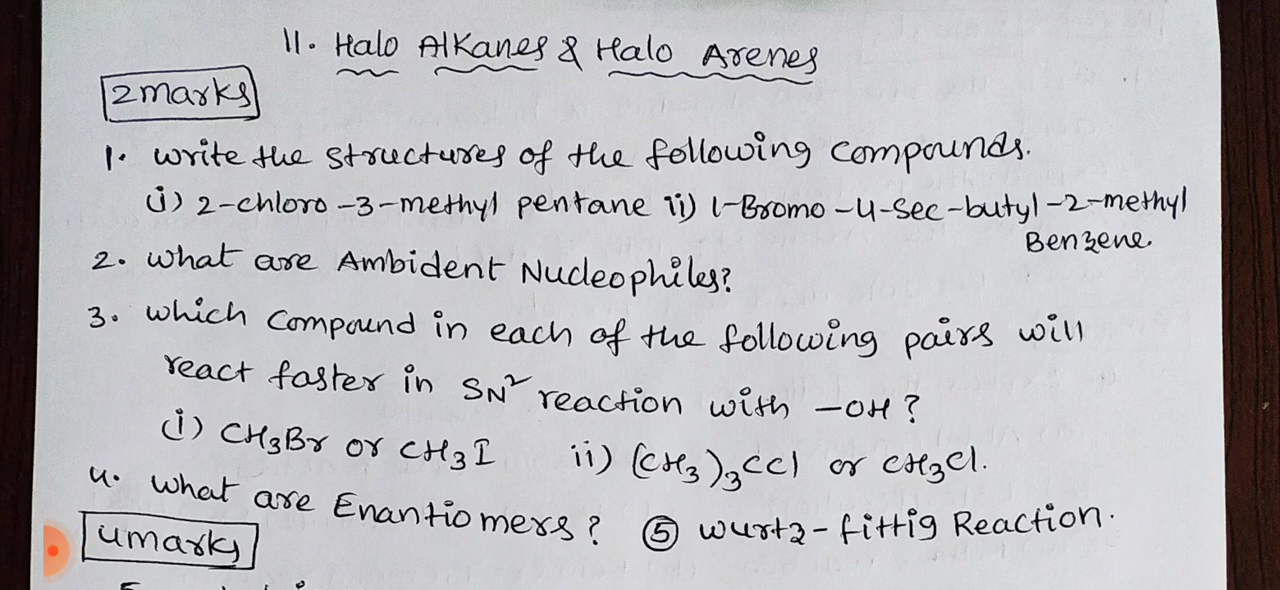 11. Halo Alkanes & Halo Arenes
2marks
1. write the structures of the following compounds.
(i) 2-chloro-3-methyl pentane ii) 1-Bromo-4-sec-butyl-2-methyl
Benzene.
2. what are Ambident Nucleophiles?
3. which compound in each of the following pairs will
react faster in SN² reaction with -OH?
(i) CH₃Br or CH₃I ii) (CH₃)₃CCl or CH₃Cl.
4. what are Enantiomers? ⑤ wurtz-fittig Reaction.
4marks